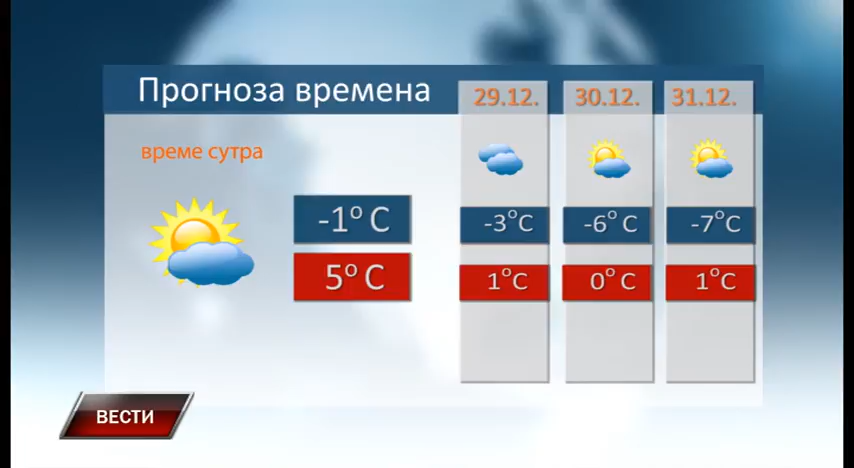 Прогноза времена
29.12. 30.12. 31.12.
време сутра
-1° C
5° C
-3°C -6° C -7°C
1°C 0° C 1°C
ВЕСТИ